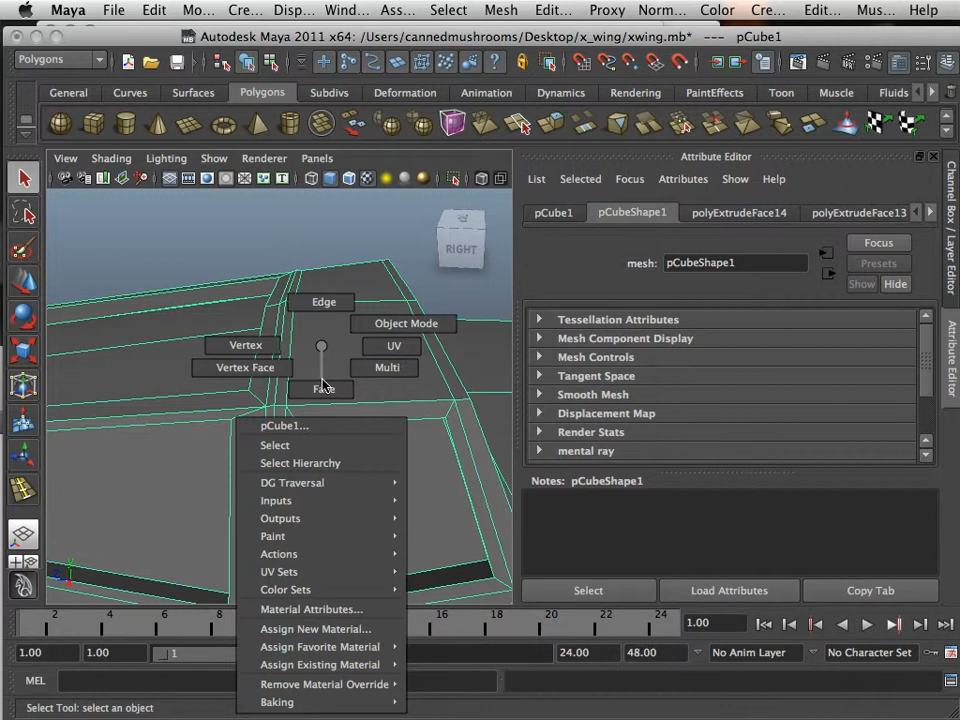 Maya File Edit Mo... Cre... Disp... Win... Ass... Select Mesh Edit... Proxy Norm... Color Cre... Edit... Mus... Help
Autodesk Maya 2011 x64: /Users/cannedmushrooms/Desktop/x_wing/xwing.mb* --- pCube1
Polygons
General Curves Surfaces Polygons Subdivs Deformation Animation Dynamics Rendering PaintEffects Toon Muscle Fluids
View Shading Lighting Show Renderer Panels
RIGHT
Edge
Object Mode
Vertex
UV
Vertex Face
Multi
Face
pCube1...
Select
Select Hierarchy
DG Traversal
Inputs
Outputs
Paint
Actions
UV Sets
Color Sets
Material Attributes...
Assign New Material...
Assign Favorite Material
Assign Existing Material
Remove Material Override
Baking
Attribute Editor
List Selected Focus Attributes Show Help
pCube1 pCubeShape1 polyExtrudeFace14 polyExtrudeFace13
mesh: pCubeShape1
Focus
Presets
Show Hide
Tessellation Attributes
Mesh Component Display
Mesh Controls
Tangent Space
Smooth Mesh
Displacement Map
Render Stats
mental ray
Notes: pCubeShape1
Select Load Attributes Copy Tab
Channel Box / Layer Editor
Attribute Editor
2 4 6 8 14 16 18 20 22 24 1.00
1.00 1.00 1 24.00 48.00 No Anim Layer No Character Set
MEL
Select Tool: select an object